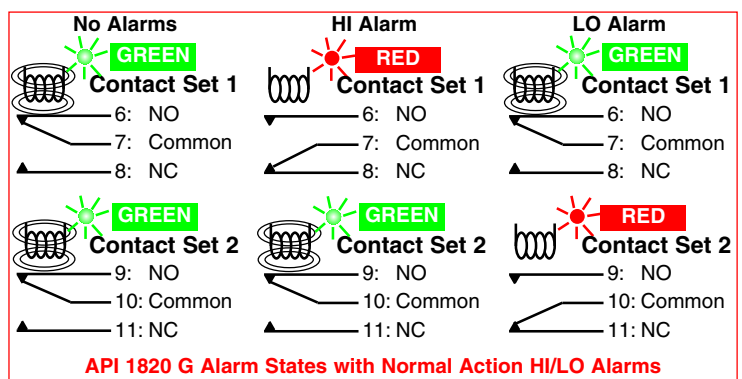 No Alarms HI Alarm LO Alarm
GREEN RED GREEN
Contact Set 1 Contact Set 1 Contact Set 1
6: NO 6: NO 6: NO
7: Common 7: Common 7: Common
8: NC 8: NC 8: NC
GREEN GREEN RED
Contact Set 2 Contact Set 2 Contact Set 2
9: NO 9: NO 9: NO
10: Common 10: Common 10: Common
11: NC 11: NC 11: NC
API 1820 G Alarm States with Normal Action HI/LO Alarms